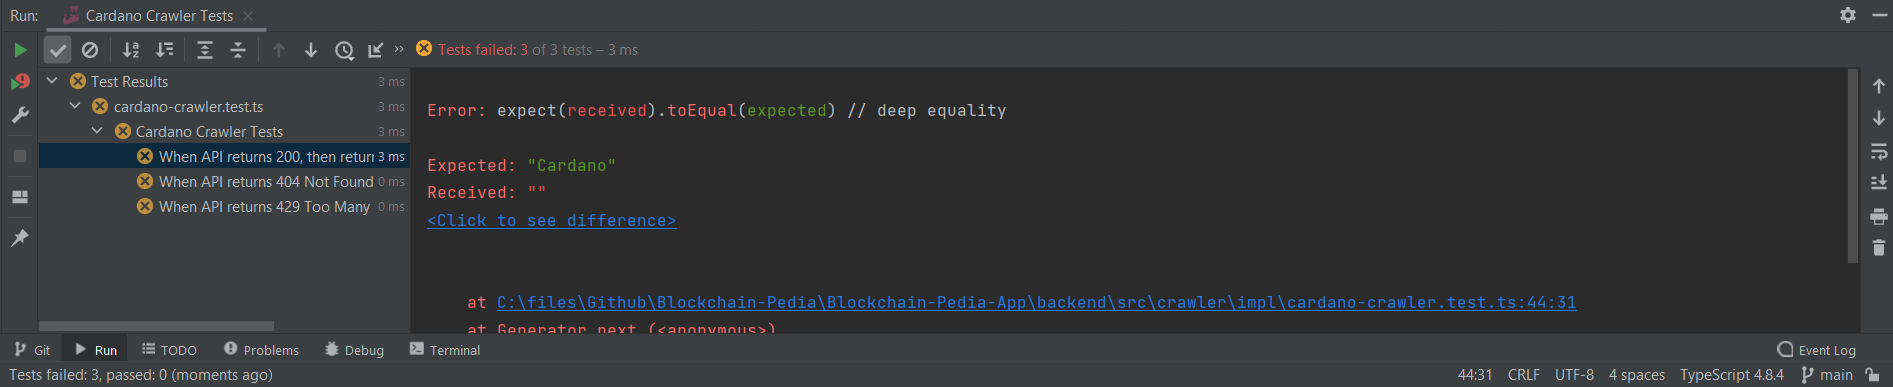 Run: Cardano Crawler Tests
Tests failed: 3 of 3 tests – 3 ms
Test Results 3 ms
cardano-crawler.test.ts 3 ms
Cardano Crawler Tests 3 ms
When API returns 200, then return 3 ms
When API returns 404 Not Found 0 ms
When API returns 429 Too Many 0 ms
Error: expect(received).toEqual(expected) // deep equality
Expected: "Cardano"
Received: ""
<Click to see difference>
at C:\files\Github\Blockchain-Pedia\Blockchain-Pedia-App\backend\src\crawler\impl\cardano-crawler.test.ts:44:31
at Generator.next (<anonymous>)
Git Run TODO Problems Debug Terminal Event Log
Tests failed: 3, passed: 0 (moments ago) 44:31 CRLF UTF-8 4 spaces TypeScript 4.8.4 main